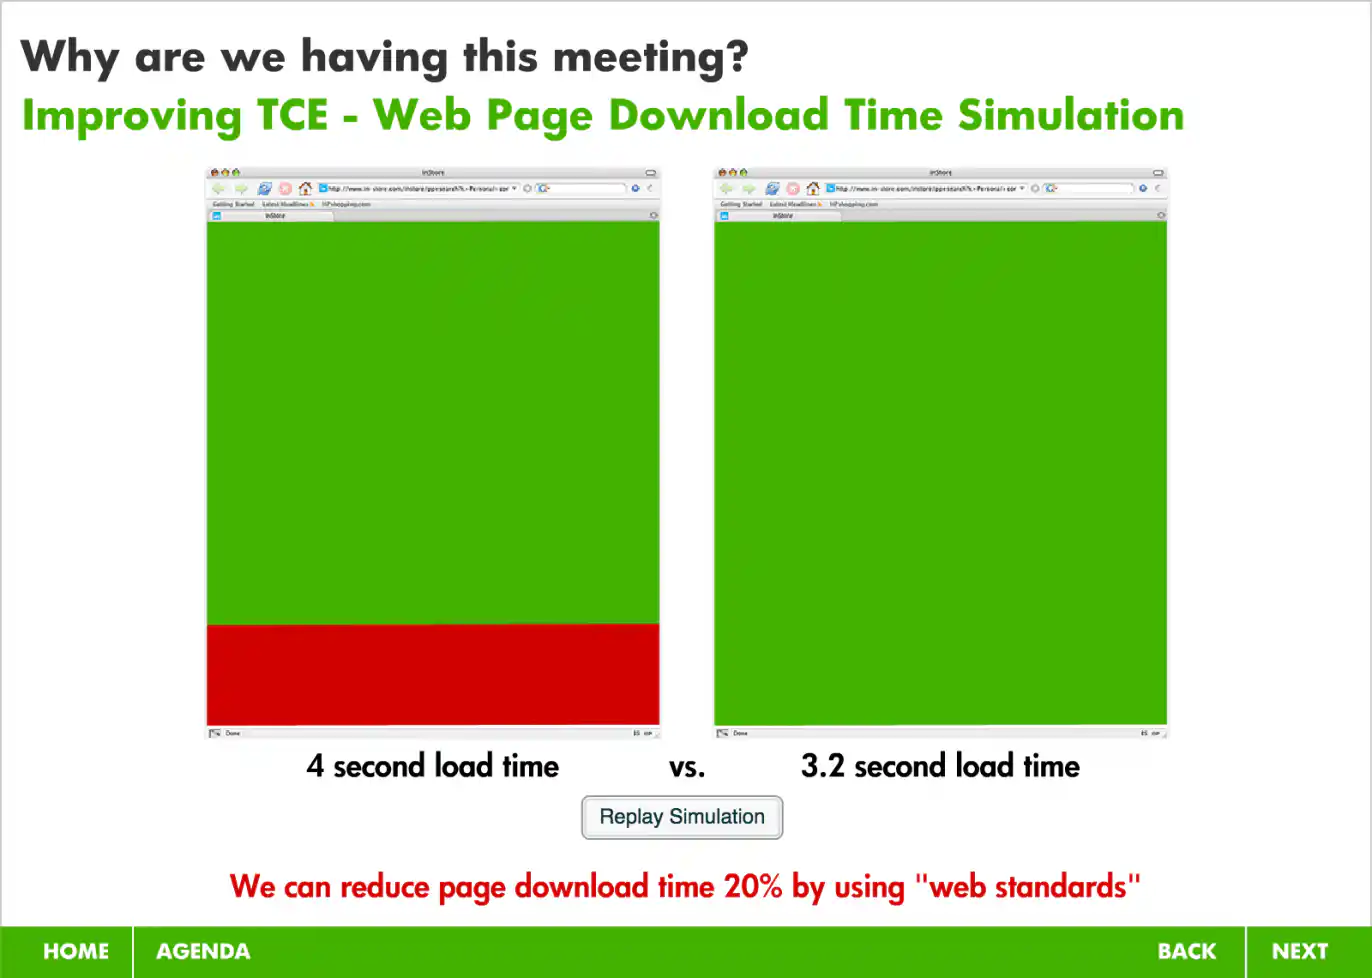 Why are we having this meeting?
Improving TCE - Web Page Download Time Simulation
InStore InStore
Getting Started Latest Headlines HPshopping.com Getting Started Latest Headlines HPshopping.com
InStore InStore
Done Done
4 second load time vs. 3.2 second load time
Replay Simulation
We can reduce page download time 20% by using "web standards"
HOME AGENDA BACK NEXT